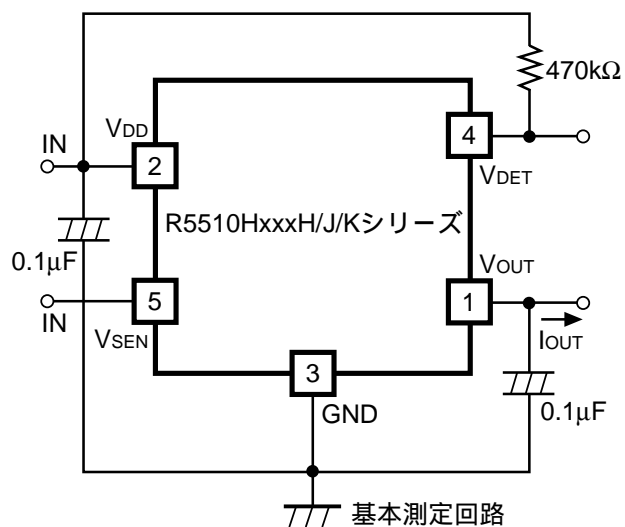 470kΩ
IN
VDD
2
4
VDET
R5510HxxxH/J/Kシリーズ
0.1μF
VOUT
5
1
IN
VSEN
IOUT
3
GND
0.1μF
基本測定回路